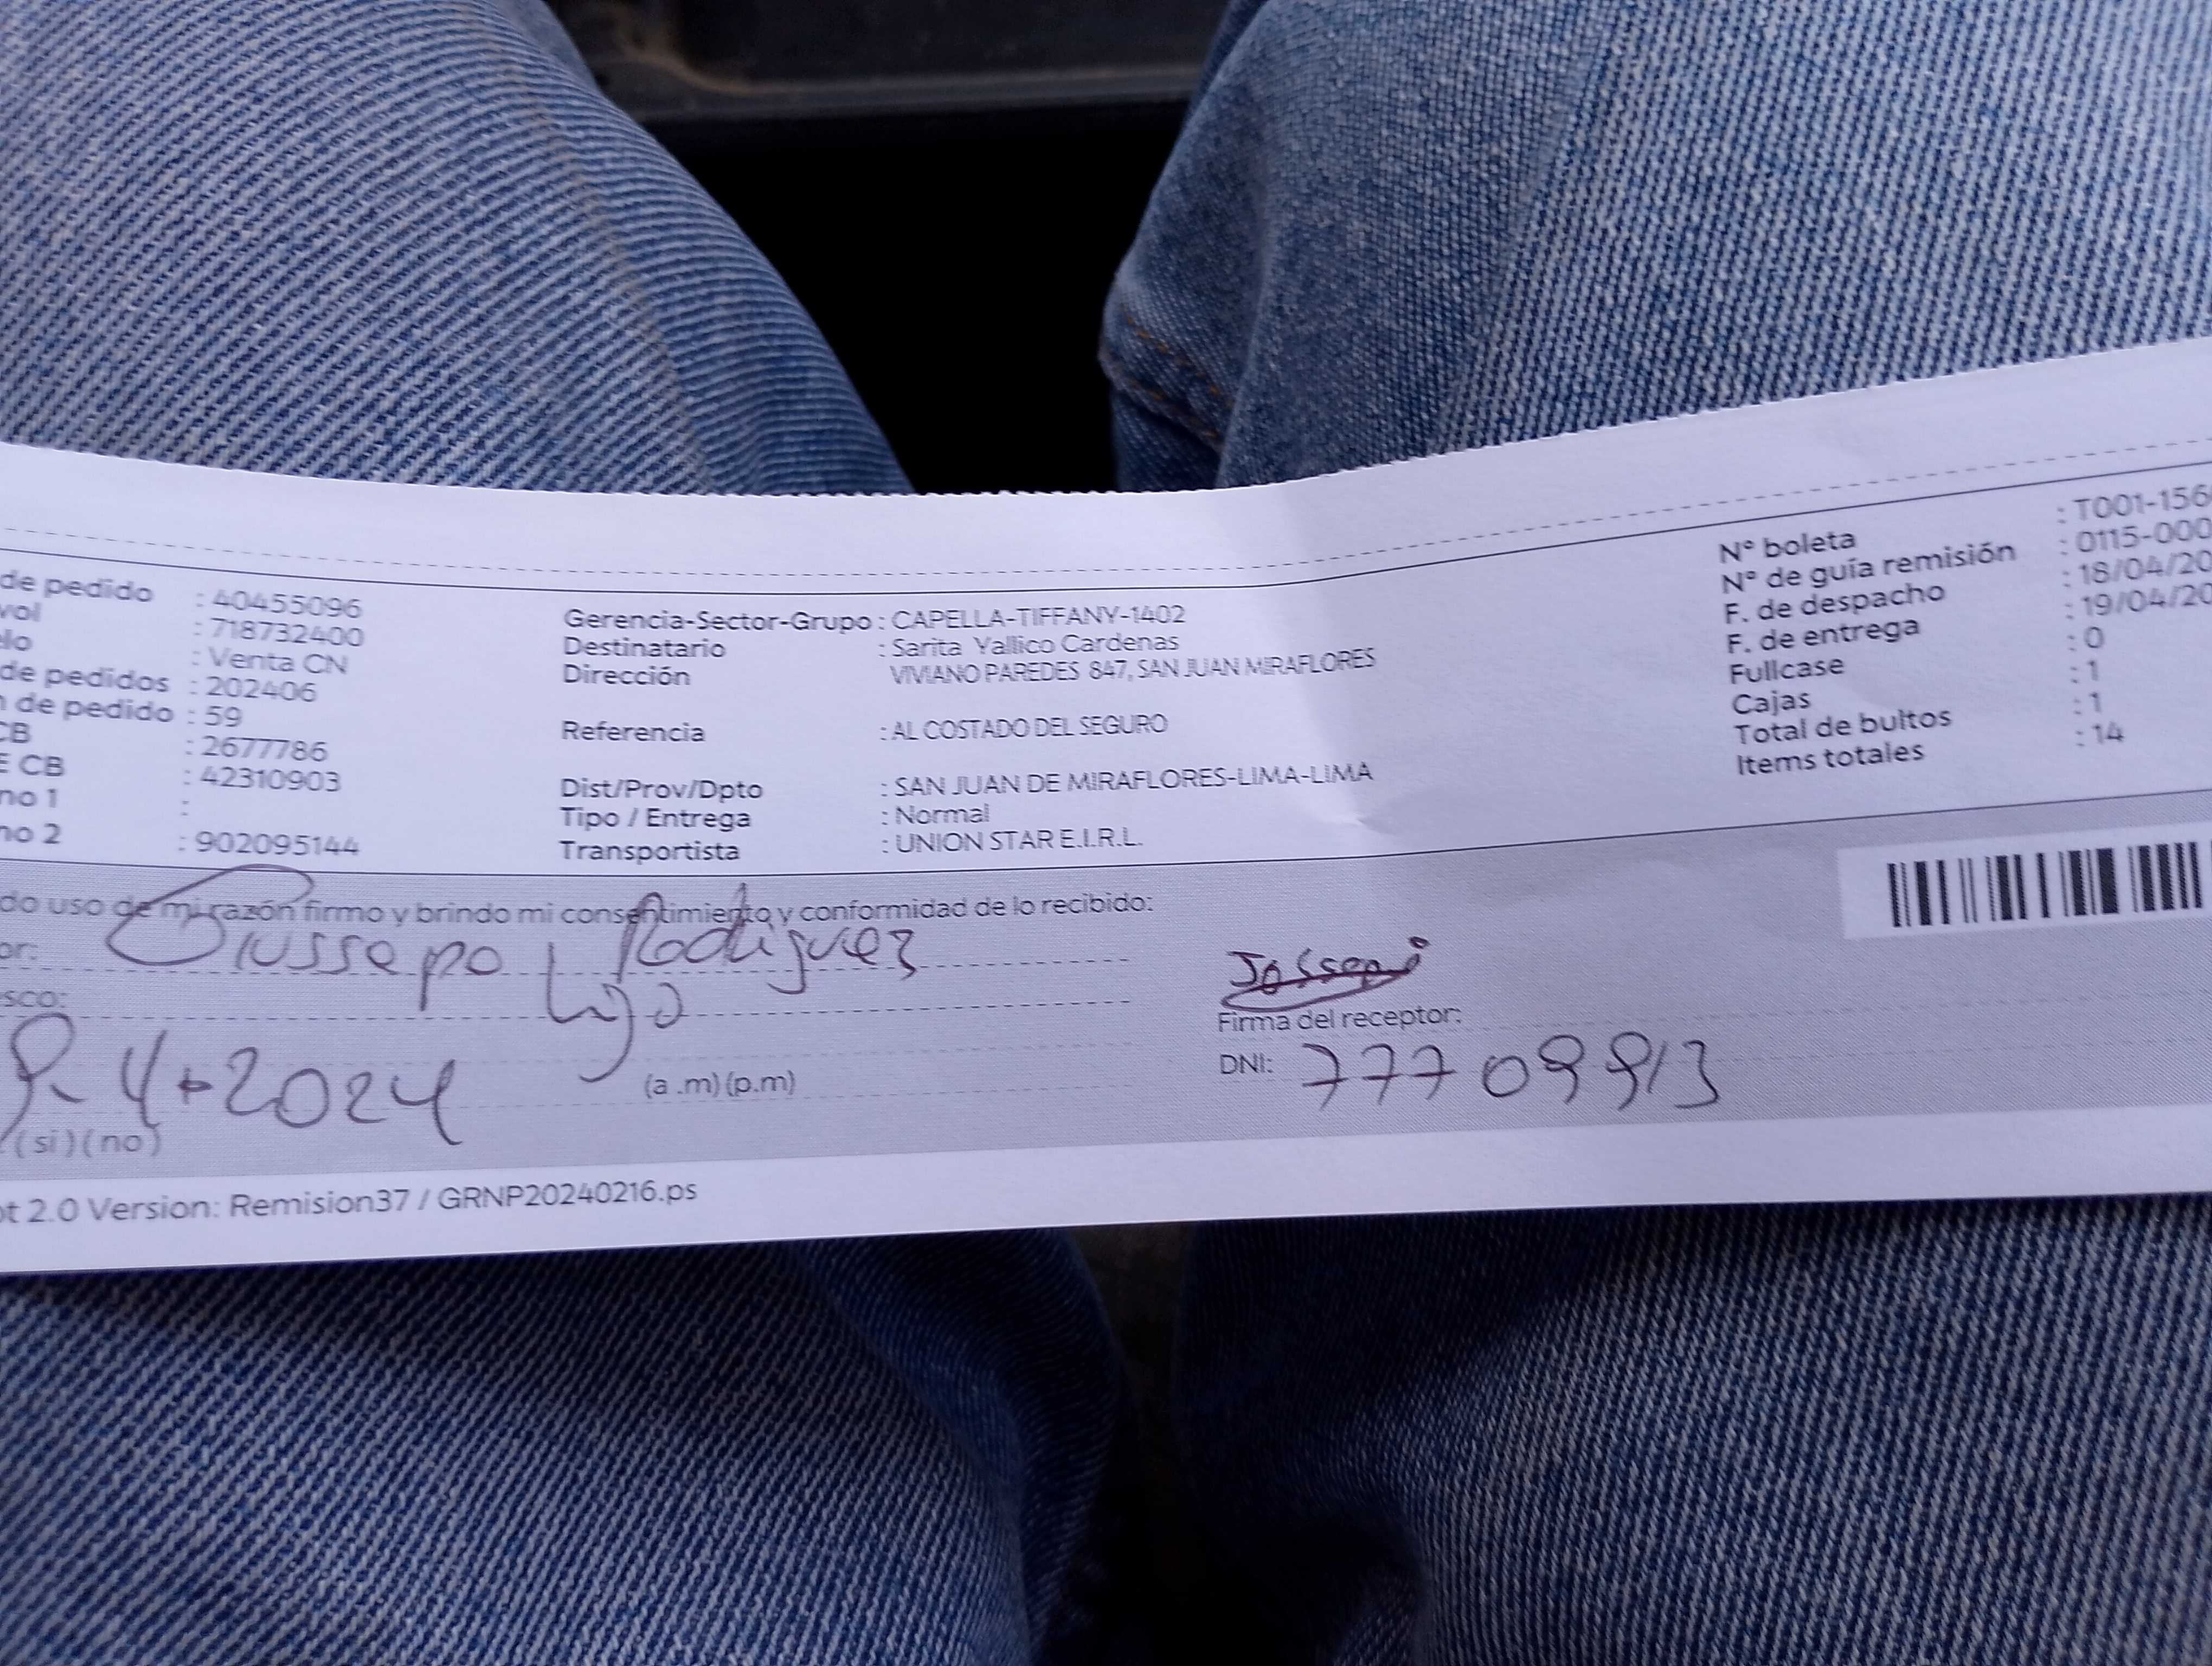 de pedido : 40455096
vol : 718732400
elo : Venta CN
de pedidos : 202406
n de pedido : 59
CB : 2677786
E CB : 42310903
no 1 :
no 2 : 902095144
Gerencia-Sector-Grupo : CAPELLA-TIFFANY-1402
Destinatario : Sarita Yallico Cardenas
Dirección VIVIANO PAREDES 847, SAN JUAN MIRAFLORES
Referencia : AL COSTADO DEL SEGURO
Dist/Prov/Dpto : SAN JUAN DE MIRAFLORES-LIMA-LIMA
Tipo / Entrega : Normal
Transportista : UNION STAR E.I.R.L.
N° boleta : T001-156
N° de guía remisión : 0115-000
F. de despacho : 18/04/20
F. de entrega : 19/04/20
Fullcase : 0
Cajas : 1
Total de bultos : 1
Items totales : 14
do uso de mi razón firmo y brindo mi consentimiento y conformidad de lo recibido:
or: Giussepo Rodriguez
sco: hijo
9-4-2024 (a .m) (p.m)
(si) (no)
Firma del receptor:
DNI: 77709913
ot 2.0 Version: Remision37 / GRNP20240216.ps